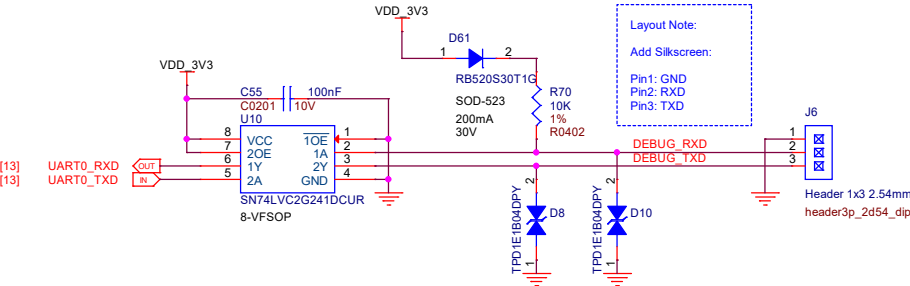 VDD_3V3
D61
1
2
RB520S30T1G
SOD-523
200mA
30V
R70
10K
1%
R0402
Layout Note:
Add Silkscreen:
Pin1: GND
Pin2: RXD
Pin3: TXD
VDD_3V3
C55
100nF
C0201
10V
U10
8
VCC
1OE
1
7
2OE
1A
2
6
1Y
2Y
3
5
2A
GND
4
SN74LVC2G241DCUR
8-VFSOP
[13]
UART0_RXD
OUT
[13]
UART0_TXD
IN
DEBUG_RXD
DEBUG_TXD
J6
1
2
3
Header 1x3 2.54mm
header3p_2d54_dip
2
D8
TPD1E1B04DPY
1
2
D10
TPD1E1B04DPY
1